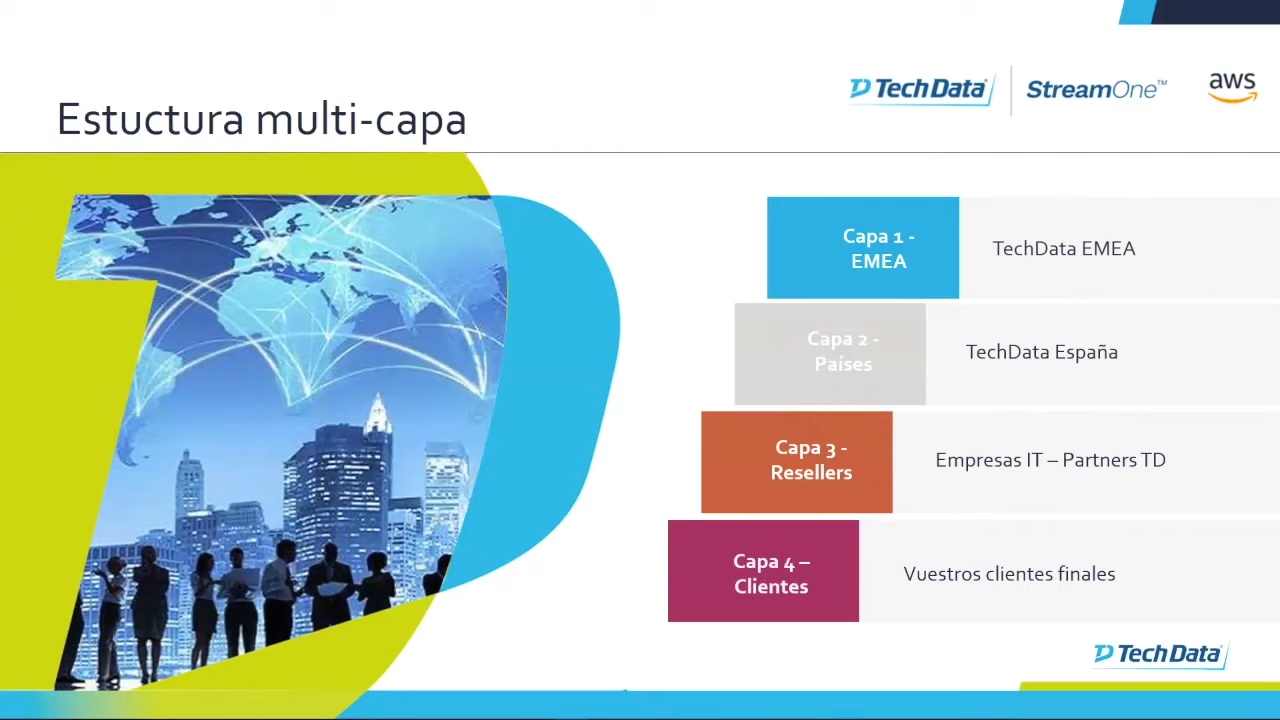 TechData
StreamOne™
aws
Estuctura multi-capa
Capa 1 -
EMEA
TechData EMEA
Capa 2 -
Países
TechData España
Capa 3 -
Resellers
Empresas IT – Partners TD
Capa 4 –
Clientes
Vuestros clientes finales
TechData